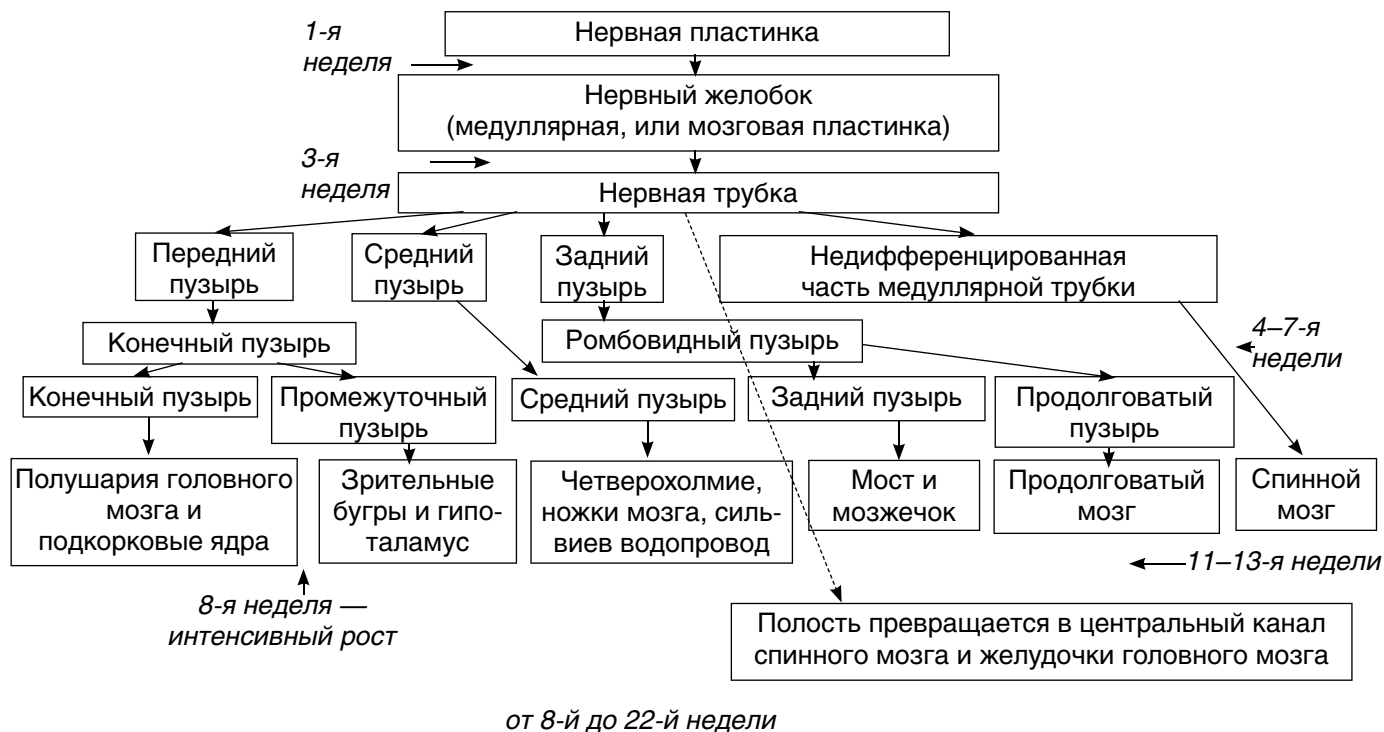 1-я
неделя
Нервная пластинка
Нервный желобок
(медуллярная, или мозговая пластинка)
3-я
неделя
Нервная трубка
Передний
пузырь
Средний
пузырь
Задний
пузырь
Недифференцированная
часть медуллярной трубки
Конечный пузырь
Ромбовидный пузырь
4–7-я
недели
Конечный пузырь
Промежуточный
пузырь
Средний пузырь
Задний пузырь
Продолговатый
пузырь
Полушария головного
мозга и
подкорковые ядра
Зрительные
бугры и гипо-
таламус
Четверохолмие,
ножки мозга, силь-
виев водопровод
Мост и
мозжечок
Продолговатый
мозг
Спинной
мозг
11–13-я недели
8-я неделя —
интенсивный рост
Полость превращается в центральный канал
спинного мозга и желудочки головного мозга
от 8-й до 22-й недели